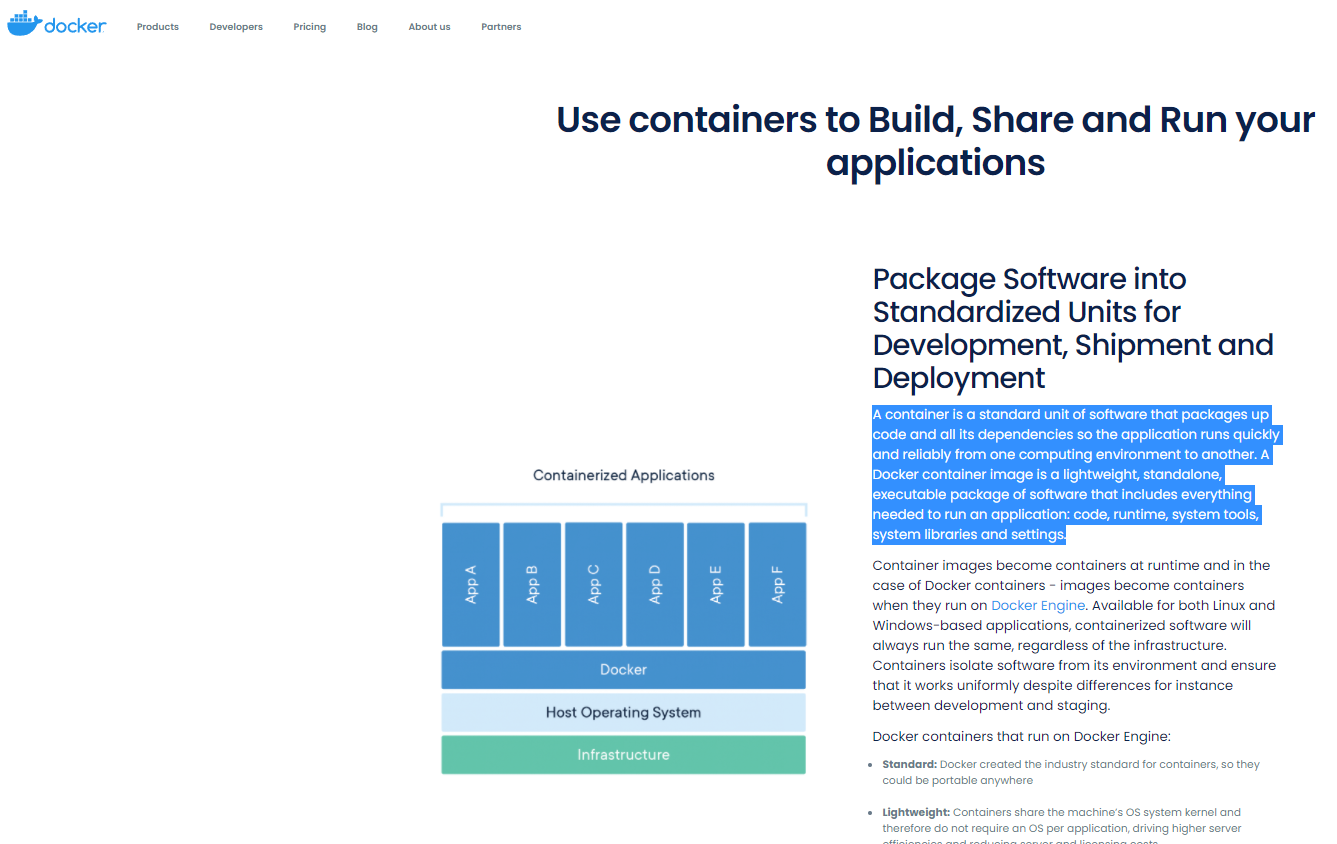 docker
Products
Developers
Pricing
Blog
About us
Partners
Use containers to Build, Share and Run your
applications
Package Software into
Standardized Units for
Development, Shipment and
Deployment
A container is a standard unit of software that packages up
code and all its dependencies so the application runs quickly
and reliably from one computing environment to another. A
Docker container image is a lightweight, standalone,
executable package of software that includes everything
needed to run an application: code, runtime, system tools,
system libraries and settings.
Container images become containers at runtime and in the
case of Docker containers - images become containers
when they run on Docker Engine. Available for both Linux and
Windows-based applications, containerized software will
always run the same, regardless of the infrastructure.
Containers isolate software from its environment and ensure
that it works uniformly despite differences for instance
between development and staging.
Docker containers that run on Docker Engine:
Standard: Docker created the industry standard for containers, so they
could be portable anywhere
Lightweight: Containers share the machine's OS system kernel and
therefore do not require an OS per application, driving higher server
efficiencies and reducing server and licensing costs
Containerized Applications
App A
App B
App C
App D
App E
App F
Docker
Host Operating System
Infrastructure